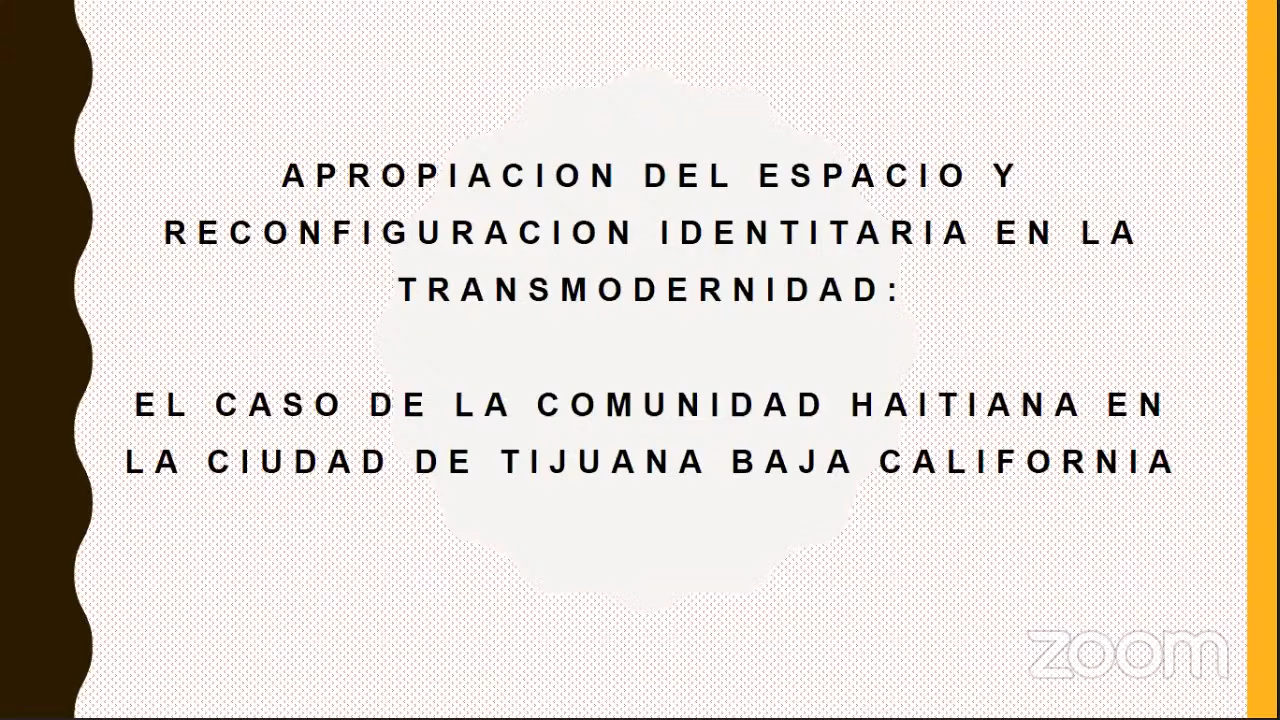 APROPIACION DEL ESPACIO Y
RECONFIGURACION IDENTITARIA EN LA
TRANSMODERNIDAD:
EL CASO DE LA COMUNIDAD HAITIANA EN
LA CIUDAD DE TIJUANA BAJA CALIFORNIA
zoom